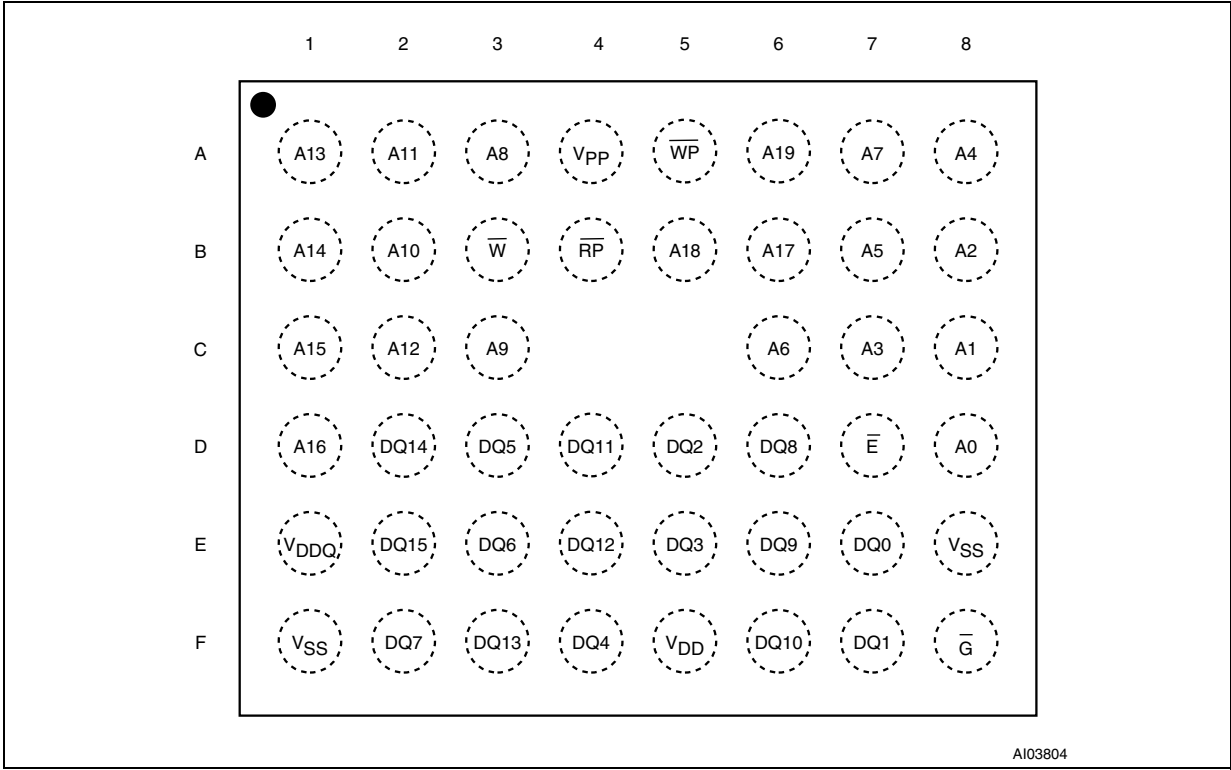 1 2 3 4 5 6 7 8
A A13 A11 A8 VPP W̅P̅ A19 A7 A4
B A14 A10 W̅ R̅P̅ A18 A17 A5 A2
C A15 A12 A9 A6 A3 A1
D A16 DQ14 DQ5 DQ11 DQ2 DQ8 E̅ A0
E VDDQ DQ15 DQ6 DQ12 DQ3 DQ9 DQ0 VSS
F VSS DQ7 DQ13 DQ4 VDD DQ10 DQ1 G̅
AI03804